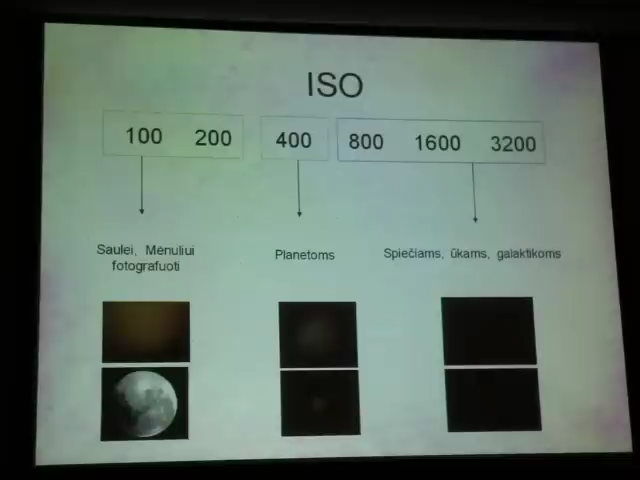 ISO
100 200 400 800 1600 3200
Saulei, Mėnuliui
fotografuoti
Planetoms
Spiečiams, ūkams, galaktikoms